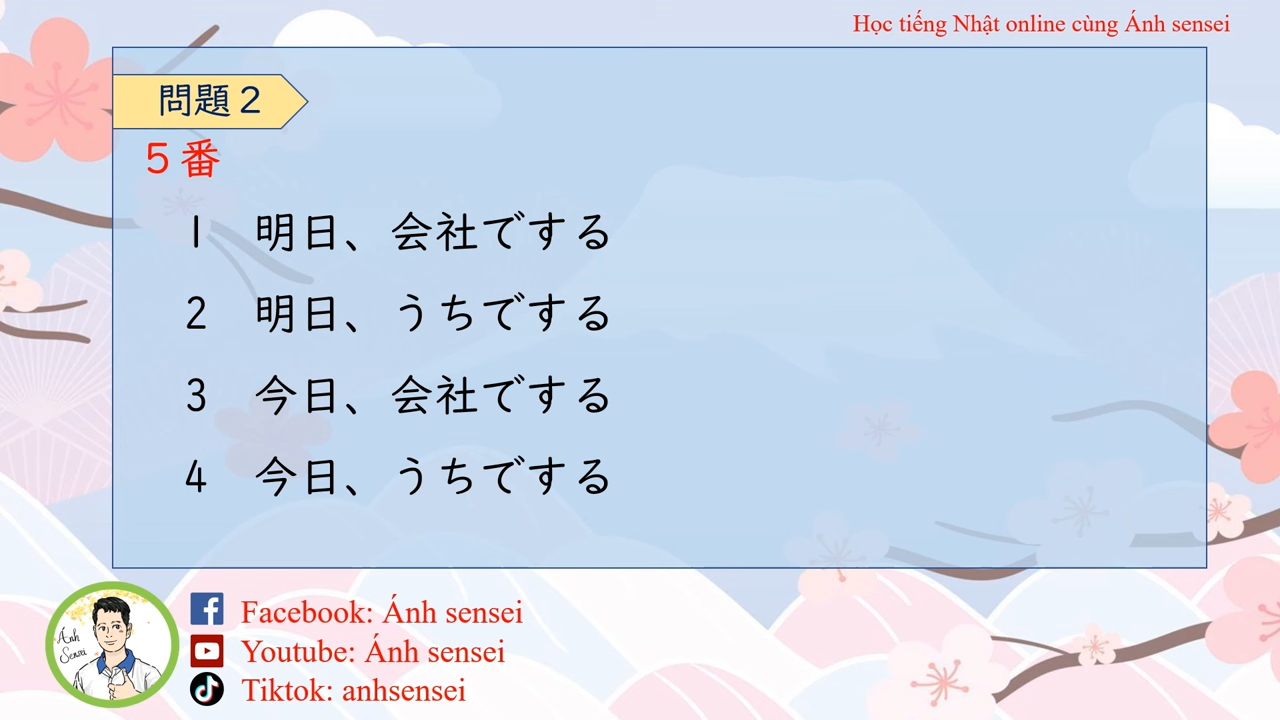 Học tiếng Nhật online cùng Ánh sensei
問題２
５番
1 明日、会社でする
2 明日、うちでする
3 今日、会社でする
4 今日、うちでする
Ánh
Sensei
Facebook: Ánh sensei
Youtube: Ánh sensei
Tiktok: anhsensei